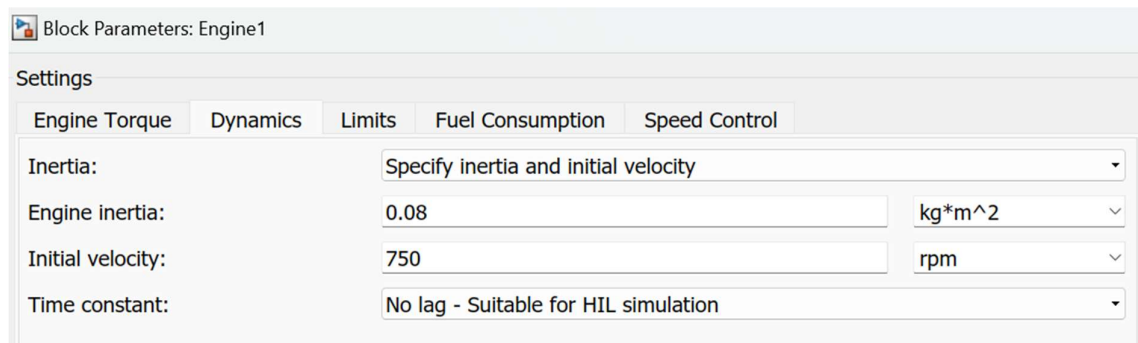 Block Parameters: Engine1
Settings
Engine Torque Dynamics Limits Fuel Consumption Speed Control
Inertia: Specify inertia and initial velocity
Engine inertia: 0.08 kg*m^2
Initial velocity: 750 rpm
Time constant: No lag - Suitable for HIL simulation